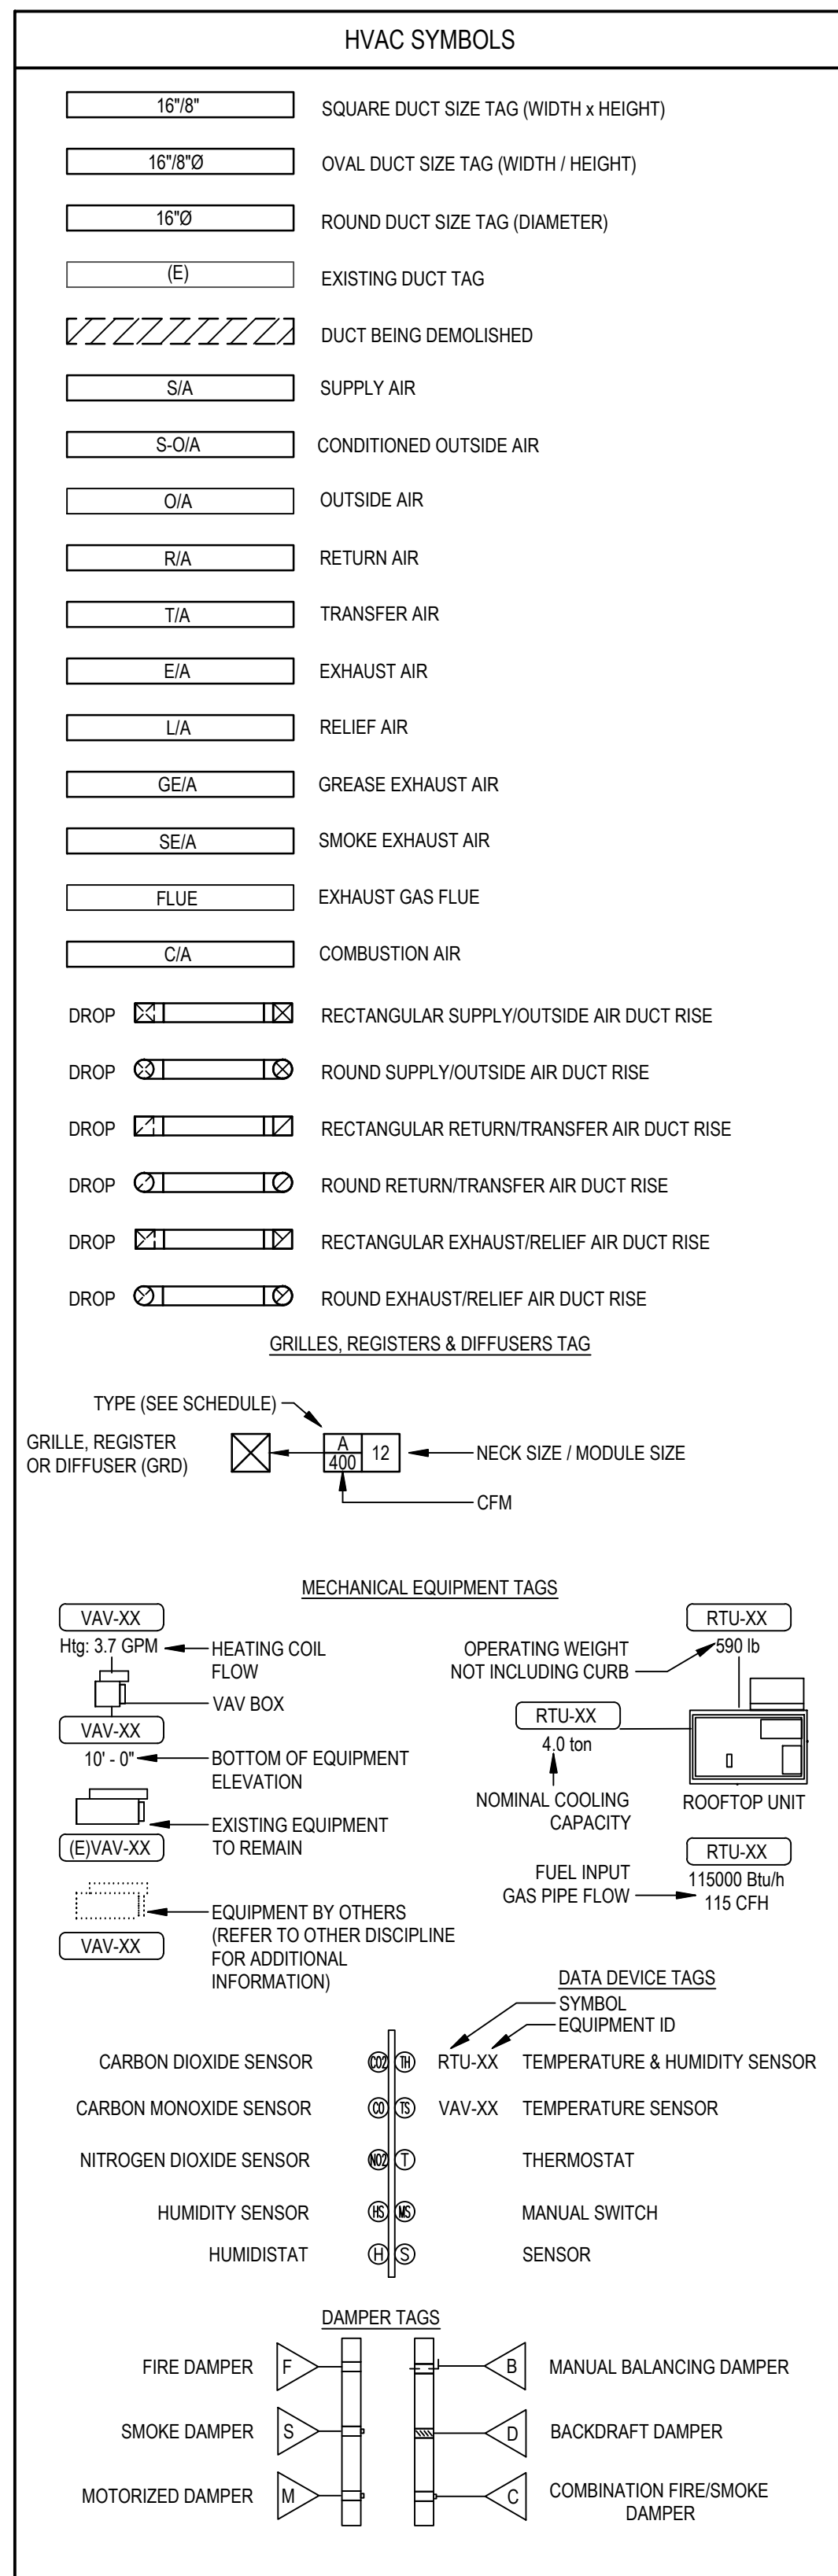 HVAC SYMBOLS
16"/8" SQUARE DUCT SIZE TAG (WIDTH x HEIGHT)
16"/8"Ø OVAL DUCT SIZE TAG (WIDTH / HEIGHT)
16"Ø ROUND DUCT SIZE TAG (DIAMETER)
(E) EXISTING DUCT TAG
DUCT BEING DEMOLISHED
S/A SUPPLY AIR
S-O/A CONDITIONED OUTSIDE AIR
O/A OUTSIDE AIR
R/A RETURN AIR
T/A TRANSFER AIR
E/A EXHAUST AIR
L/A RELIEF AIR
GE/A GREASE EXHAUST AIR
SE/A SMOKE EXHAUST AIR
FLUE EXHAUST GAS FLUE
C/A COMBUSTION AIR
DROP RECTANGULAR SUPPLY/OUTSIDE AIR DUCT RISE
DROP ROUND SUPPLY/OUTSIDE AIR DUCT RISE
DROP RECTANGULAR RETURN/TRANSFER AIR DUCT RISE
DROP ROUND RETURN/TRANSFER AIR DUCT RISE
DROP RECTANGULAR EXHAUST/RELIEF AIR DUCT RISE
DROP ROUND EXHAUST/RELIEF AIR DUCT RISE
GRILLES, REGISTERS & DIFFUSERS TAG
TYPE (SEE SCHEDULE)
GRILLE, REGISTER
OR DIFFUSER (GRD)
A
400
12
NECK SIZE / MODULE SIZE
CFM
MECHANICAL EQUIPMENT TAGS
VAV-XX
Htg: 3.7 GPM
HEATING COIL
FLOW
VAV BOX
VAV-XX
10' - 0"
BOTTOM OF EQUIPMENT
ELEVATION
EXISTING EQUIPMENT
TO REMAIN
(E)VAV-XX
EQUIPMENT BY OTHERS
(REFER TO OTHER DISCIPLINE
FOR ADDITIONAL
INFORMATION)
VAV-XX
RTU-XX
590 lb
OPERATING WEIGHT
NOT INCLUDING CURB
RTU-XX
4.0 ton
NOMINAL COOLING
CAPACITY
ROOFTOP UNIT
RTU-XX
115000 Btu/h
115 CFH
FUEL INPUT
GAS PIPE FLOW
DATA DEVICE TAGS
SYMBOL
EQUIPMENT ID
CARBON DIOXIDE SENSOR CO2 TH RTU-XX TEMPERATURE & HUMIDITY SENSOR
CARBON MONOXIDE SENSOR CO TS VAV-XX TEMPERATURE SENSOR
NITROGEN DIOXIDE SENSOR NO2 T THERMOSTAT
HUMIDITY SENSOR HS MS MANUAL SWITCH
HUMIDISTAT H S SENSOR
DAMPER TAGS
FIRE DAMPER F B MANUAL BALANCING DAMPER
SMOKE DAMPER S D BACKDRAFT DAMPER
MOTORIZED DAMPER M C COMBINATION FIRE/SMOKE
DAMPER